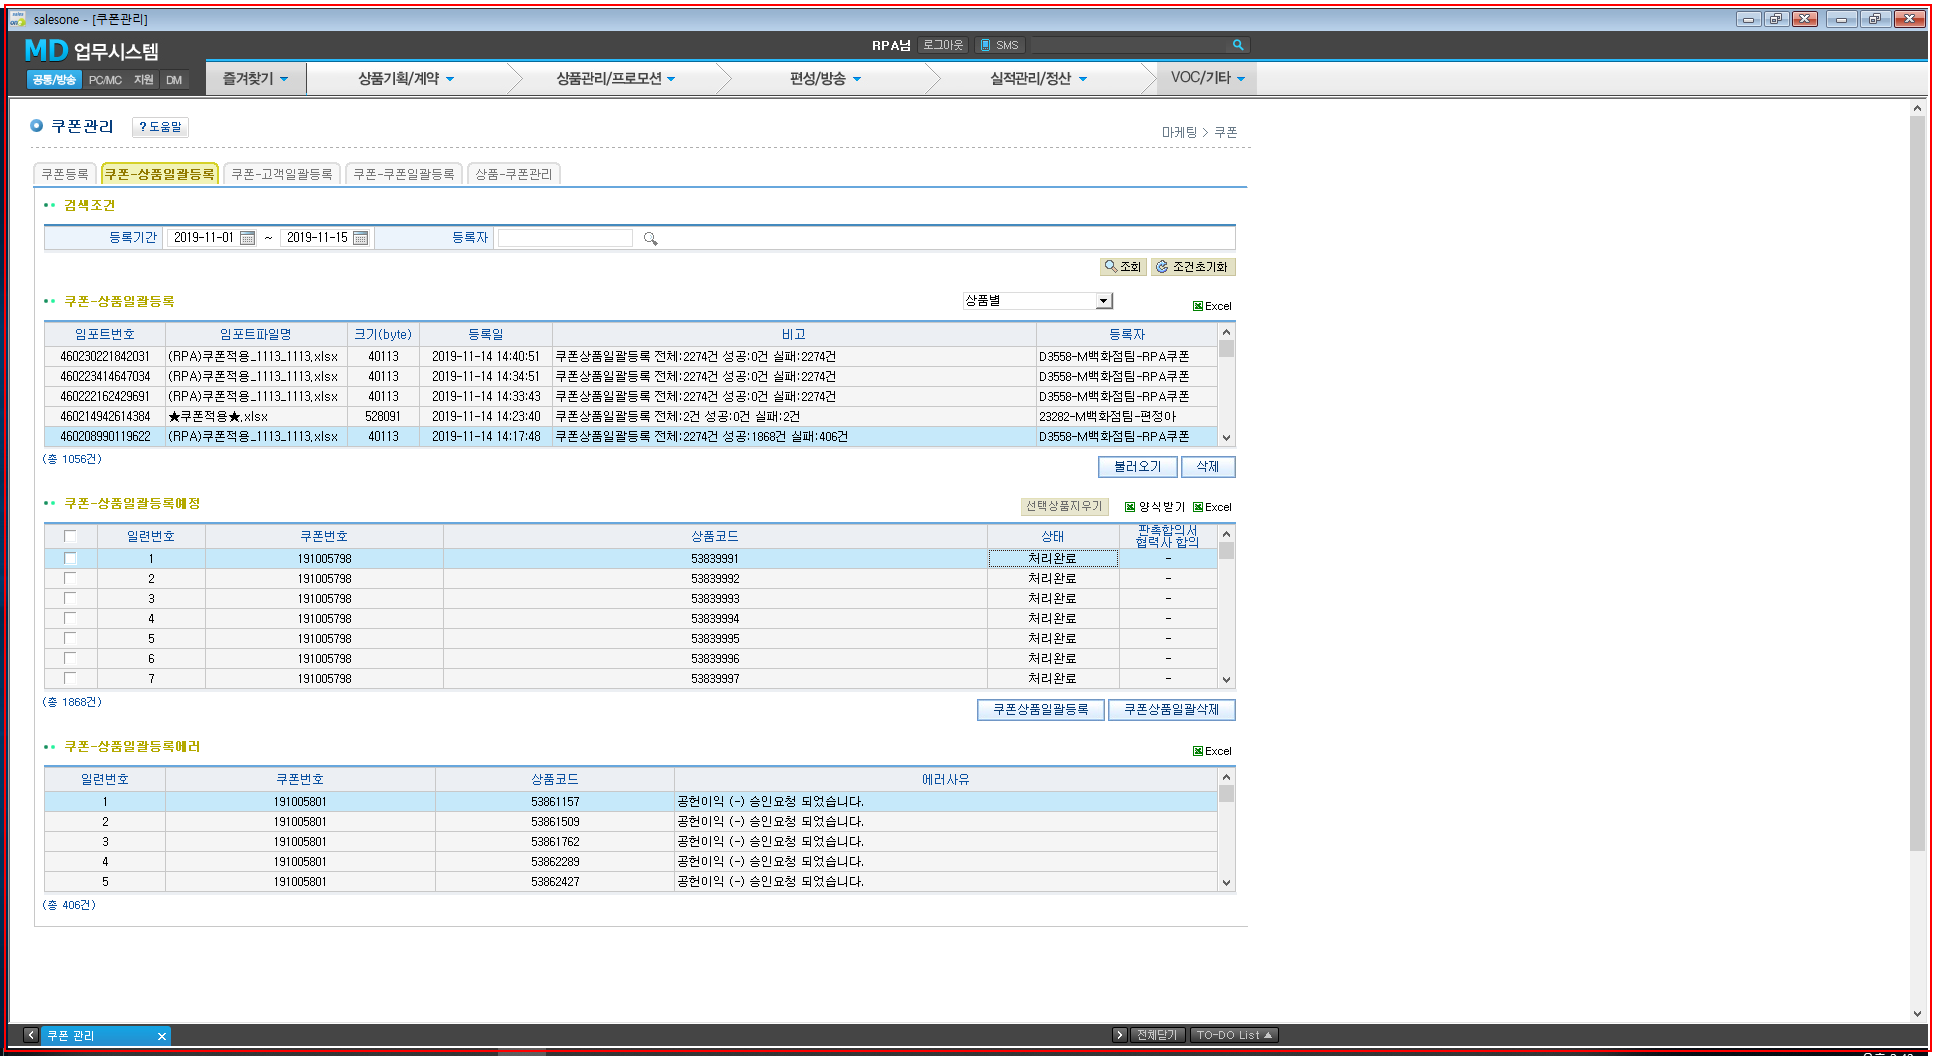 salesone - [쿠폰관리]
MD 업무시스템
RPA님 로그아웃 SMS
공통/방송 PC/MC 지원 DM
즐겨찾기 상품기획/계약 상품관리/프로모션 편성/방송 실적관리/정산 VOC/기타
쿠폰관리 ? 도움말
마케팅 > 쿠폰
쿠폰등록 쿠폰-상품일괄등록 쿠폰-고객일괄등록 쿠폰-쿠폰일괄등록 상품-쿠폰관리
검색조건
등록기간 2019-11-01 ~ 2019-11-15 등록자
조회 조건초기화
쿠폰-상품일괄등록 상품별 Excel
임포트번호 임포트파일명 크기(byte) 등록일 비고 등록자
460230221842031 (RPA)쿠폰적용_1113_1113.xlsx 40113 2019-11-14 14:40:51 쿠폰상품일괄등록 전체:2274건 성공:0건 실패:2274건 D3558-M백화점팀-RPA쿠폰
460223414647034 (RPA)쿠폰적용_1113_1113.xlsx 40113 2019-11-14 14:34:51 쿠폰상품일괄등록 전체:2274건 성공:0건 실패:2274건 D3558-M백화점팀-RPA쿠폰
460222162429691 (RPA)쿠폰적용_1113_1113.xlsx 40113 2019-11-14 14:33:43 쿠폰상품일괄등록 전체:2274건 성공:0건 실패:2274건 D3558-M백화점팀-RPA쿠폰
460214942614384 ★쿠폰적용★.xlsx 528091 2019-11-14 14:23:40 쿠폰상품일괄등록 전체:2건 성공:0건 실패:2건 23282-M백화점팀-편정아
460208990119622 (RPA)쿠폰적용_1113_1113.xlsx 40113 2019-11-14 14:17:48 쿠폰상품일괄등록 전체:2274건 성공:1868건 실패:406건 D3558-M백화점팀-RPA쿠폰
(총 1056건)
불러오기 삭제
쿠폰-상품일괄등록예정 선택상품지우기 양식받기 Excel
일련번호 쿠폰번호 상품코드 상태 판촉합의서 협력사 합의
1 191005798 53839991 처리완료 -
2 191005798 53839992 처리완료 -
3 191005798 53839993 처리완료 -
4 191005798 53839994 처리완료 -
5 191005798 53839995 처리완료 -
6 191005798 53839996 처리완료 -
7 191005798 53839997 처리완료 -
(총 1868건)
쿠폰상품일괄등록 쿠폰상품일괄삭제
쿠폰-상품일괄등록에러 Excel
일련번호 쿠폰번호 상품코드 에러사유
1 191005801 53861157 공헌이익 (-) 승인요청 되었습니다.
2 191005801 53861509 공헌이익 (-) 승인요청 되었습니다.
3 191005801 53861762 공헌이익 (-) 승인요청 되었습니다.
4 191005801 53862289 공헌이익 (-) 승인요청 되었습니다.
5 191005801 53862427 공헌이익 (-) 승인요청 되었습니다.
(총 406건)
쿠폰 관리 전체닫기 TO-DO List